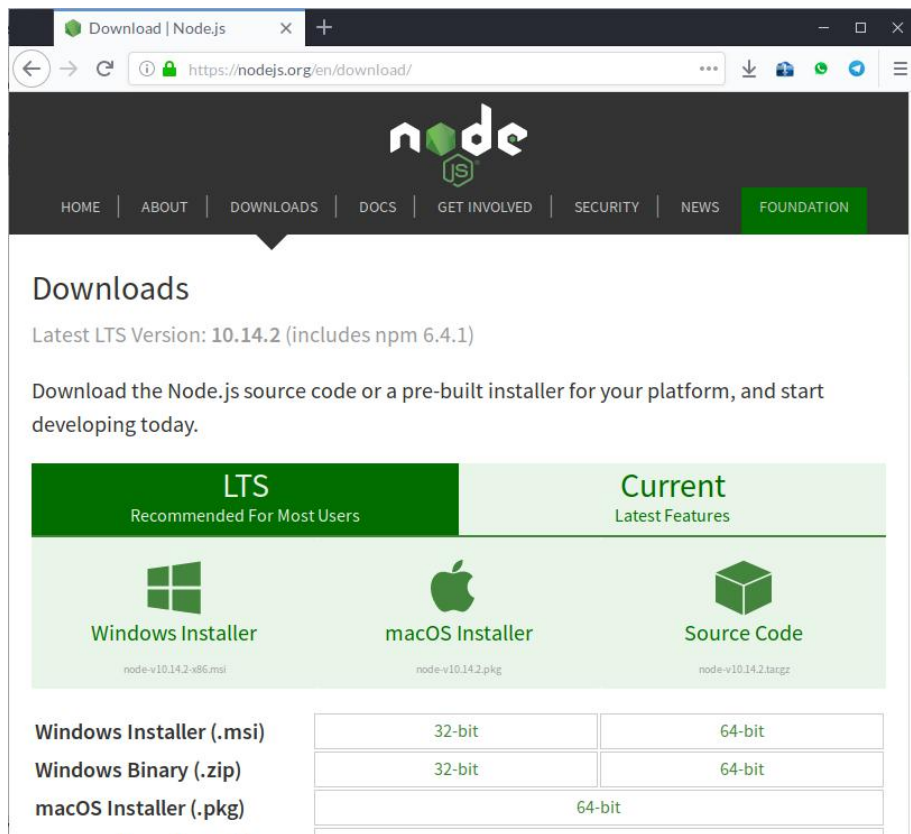 Download | Node.js
https://nodejs.org/en/download/
node
JS
HOME | ABOUT | DOWNLOADS | DOCS | GET INVOLVED | SECURITY | NEWS FOUNDATION
Downloads
Latest LTS Version: 10.14.2 (includes npm 6.4.1)
Download the Node.js source code or a pre-built installer for your platform, and start
developing today.
LTS Current
Recommended For Most Users Latest Features
Windows Installer macOS Installer Source Code
node-v10.14.2-x86.msi node-v10.14.2.pkg node-v10.14.2.tar.gz
Windows Installer (.msi) 32-bit 64-bit
Windows Binary (.zip) 32-bit 64-bit
macOS Installer (.pkg) 64-bit